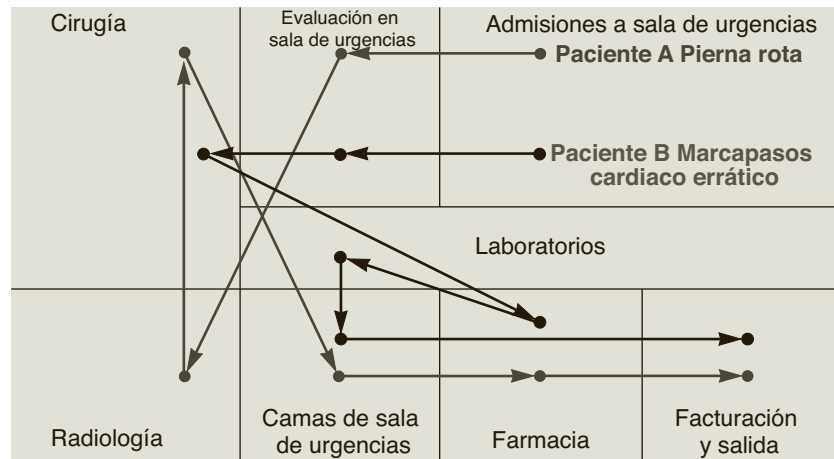 Cirugía
Evaluación en
sala de urgencias
Admisiones a sala de urgencias
Paciente A Pierna rota
Paciente B Marcapasos
cardiaco errático
Laboratorios
Radiología
Camas de sala
de urgencias
Farmacia
Facturación
y salida